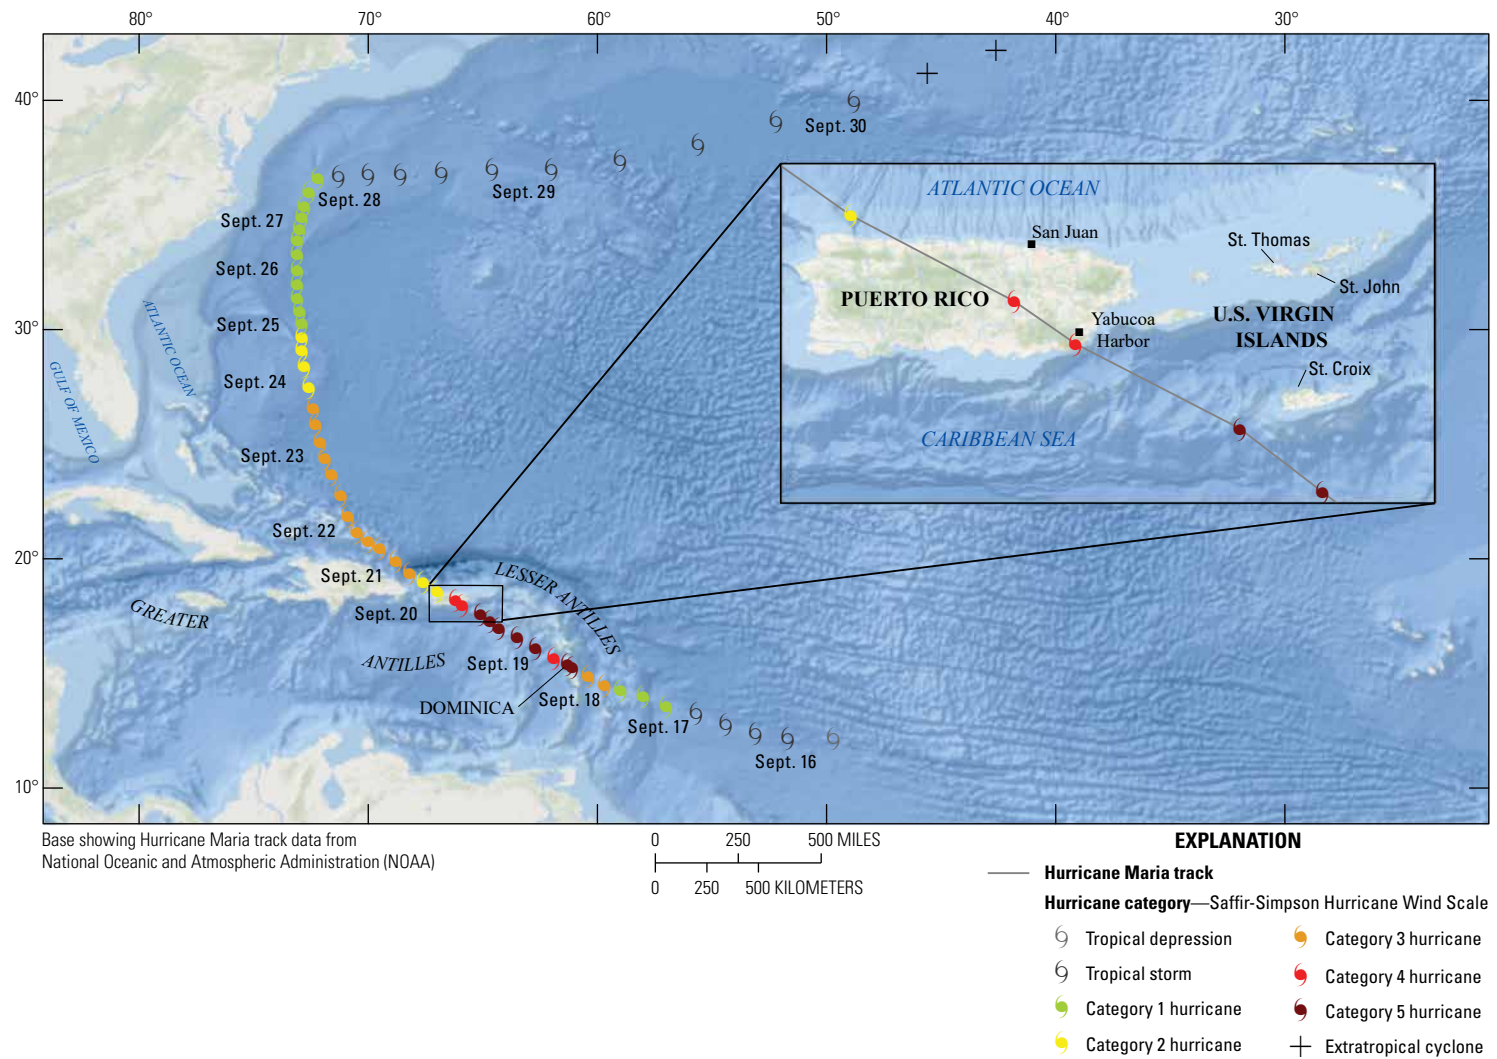 80°
70°
60°
50°
40°
30°
40°
30°
20°
10°
Sept. 30
Sept. 29
Sept. 28
Sept. 27
Sept. 26
Sept. 25
Sept. 24
Sept. 23
Sept. 22
Sept. 21
Sept. 20
Sept. 19
Sept. 18
Sept. 17
Sept. 16
ATLANTIC OCEAN
GULF OF MEXICO
GREATER
ANTILLES
LESSER ANTILLES
DOMINICA
ATLANTIC OCEAN
San Juan
PUERTO RICO
Yabucoa
Harbor
St. Thomas
St. John
U.S. VIRGIN
ISLANDS
St. Croix
CARIBBEAN SEA
Base showing Hurricane Maria track data from
National Oceanic and Atmospheric Administration (NOAA)
0 250 500 MILES
0 250 500 KILOMETERS
EXPLANATION
Hurricane Maria track
Hurricane category—Saffir-Simpson Hurricane Wind Scale
Tropical depression
Tropical storm
Category 1 hurricane
Category 2 hurricane
Category 3 hurricane
Category 4 hurricane
Category 5 hurricane
Extratropical cyclone